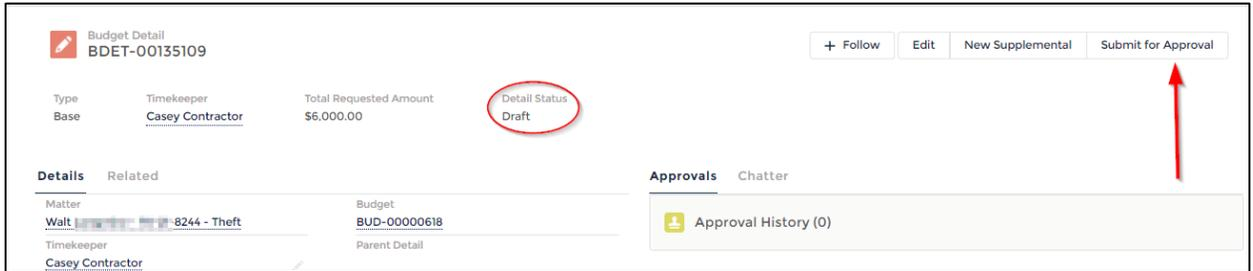 Budget Detail
BDET-00135109
+ Follow
Edit
New Supplemental
Submit for Approval
Type
Timekeeper
Total Requested Amount
Detail Status
Base
Casey Contractor
$6,000.00
Draft
Details
Related
Approvals
Chatter
Matter
Budget
Walt 8244 - Theft
BUD-00000618
Approval History (0)
Timekeeper
Parent Detail
Casey Contractor